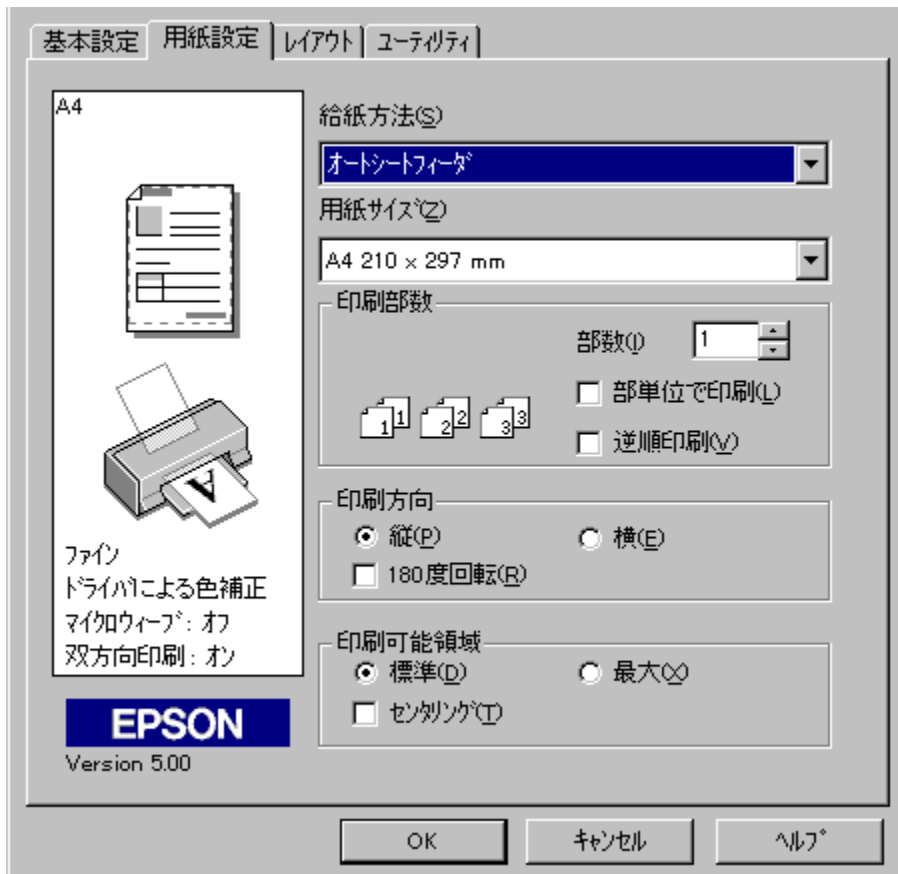 基本設定 用紙設定 レイアウト ユーティリティ
A4
給紙方法(S)
オートシートフィーダ
用紙サイズ(Z)
A4 210 × 297 mm
印刷部数
部数(I) 1
1 1 2 2 3 3
部単位で印刷(L)
逆順印刷(V)
A
印刷方向
縦(P) 横(E)
180度回転(R)
ファイン
ドライバによる色補正
マイクロウィーブ: オフ
双方向印刷: オン
印刷可能領域
標準(D) 最大(X)
センタリング(T)
EPSON
Version 5.00
OK キャンセル ヘルプ